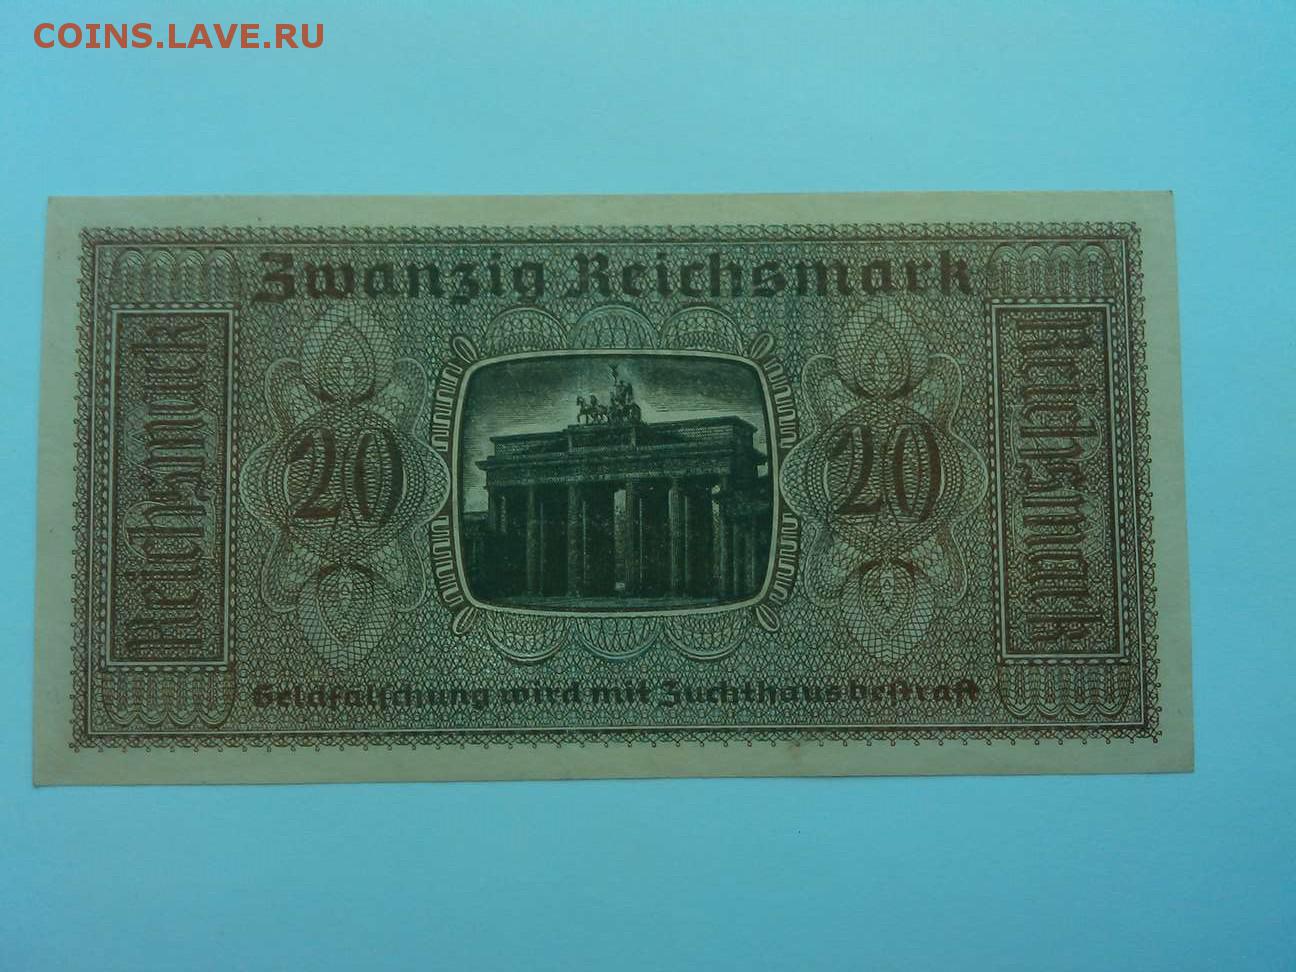 COINS.LAVE.RU
Zwanzig Reichsmark
Reichsmark
20
20
Reichsmark
Geldfälschung wird mit Zuchthaus bestraft